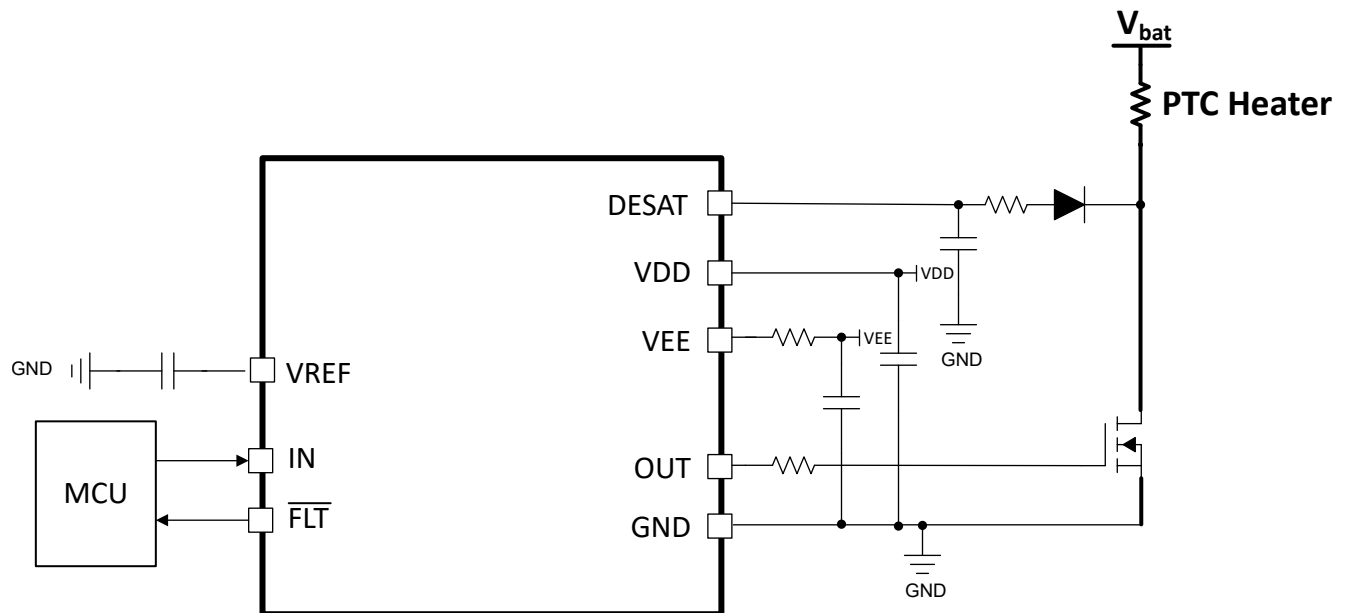 Vbat
PTC Heater
DESAT
VDD
VDD
VEE
VEE
GND
GND
VREF
MCU
IN
OUT
FLT
GND
GND